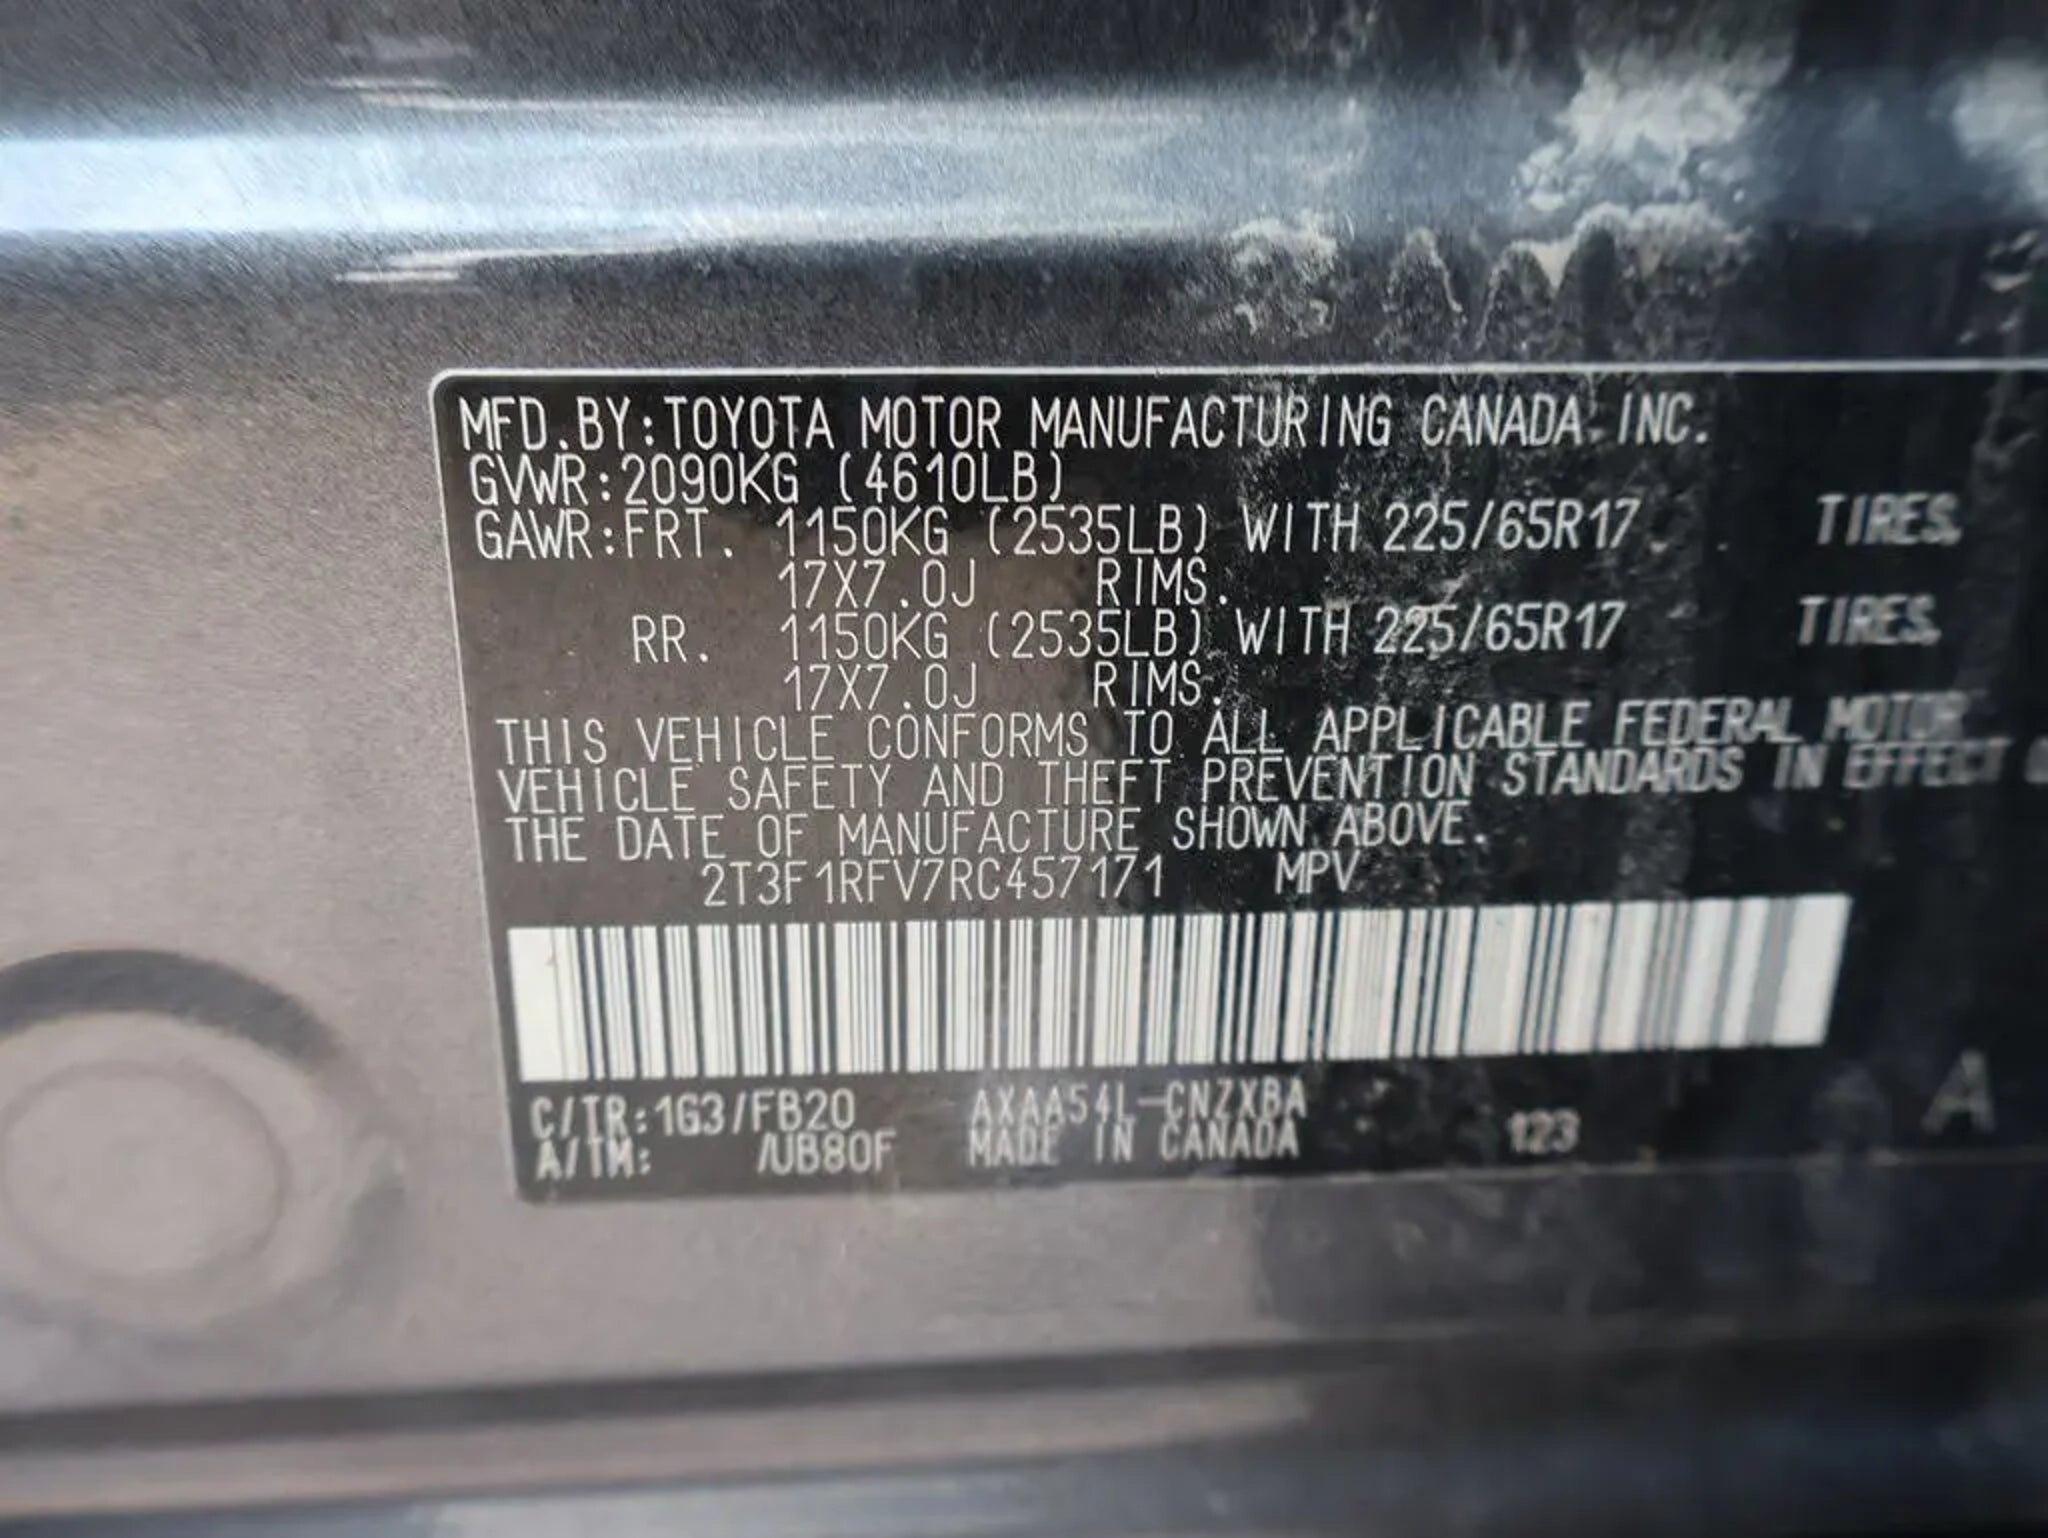 MFD.BY:TOYOTA MOTOR MANUFACTURING CANADA INC.
GVWR:2090KG (4610LB)
GAWR:FRT. 1150KG (2535LB) WITH 225/65R17 TIRES.
17X7.0J RIMS.
RR. 1150KG (2535LB) WITH 225/65R17 TIRES.
17X7.0J RIMS.
THIS VEHICLE CONFORMS TO ALL APPLICABLE FEDERAL MOTOR
VEHICLE SAFETY AND THEFT PREVENTION STANDARDS IN EFFECT
THE DATE OF MANUFACTURE SHOWN ABOVE.
2T3F1RFV7RC457171 MPV
C/TR:1G3/FB20 AXAA54L-CNZXBA
A/TM: /UB80F MADE IN CANADA 123
A